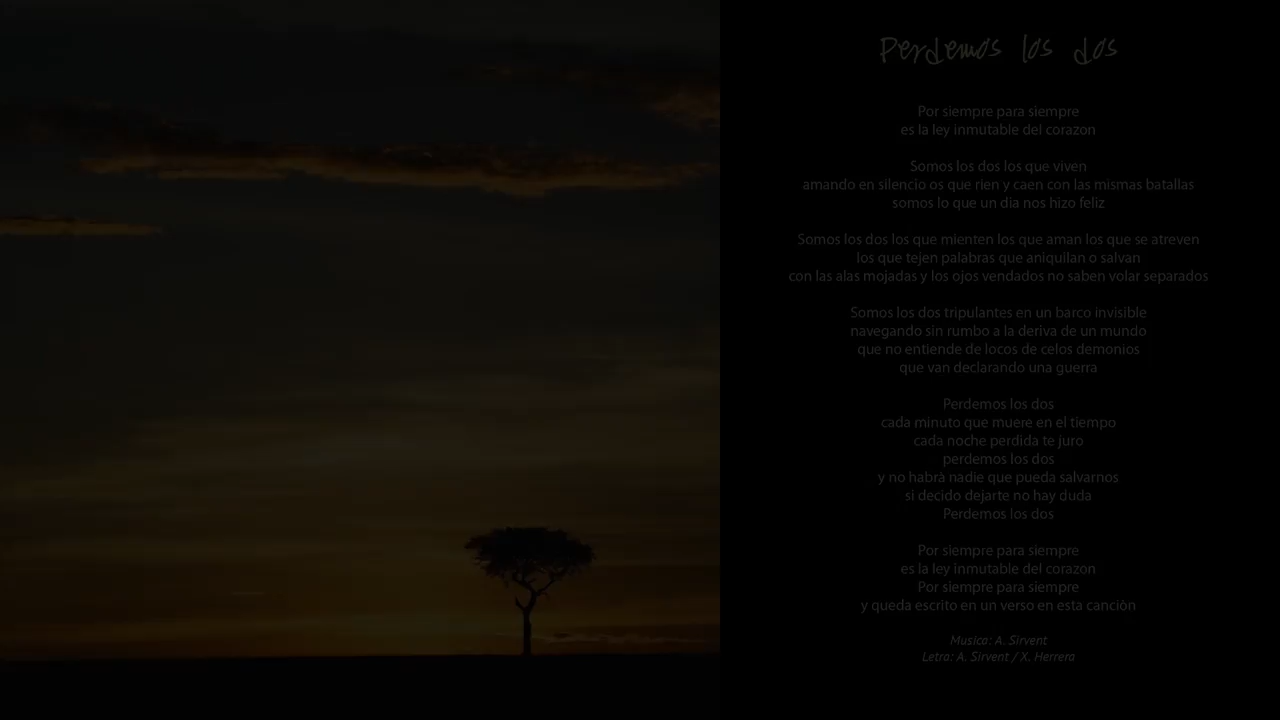 Perdemos los dos
Por siempre para siempre
es la ley inmutable del corazon
Somos los dos los que viven
amando en silencio os que rien y caen con las mismas batallas
somos lo que un dia nos hizo feliz
Somos los dos los que mienten los que aman los que se atreven
los que tejen palabras que aniquilan o salvan
con las alas mojadas y los ojos vendados no saben volar separados
Somos los dos tripulantes en un barco invisible
navegando sin rumbo a la deriva de un mundo
que no entiende de locos de celos demonios
que van declarando una guerra
Perdemos los dos
cada minuto que muere en el tiempo
cada noche perdida te juro
perdemos los dos
y no habrà nadie que pueda salvarnos
si decido dejarte no hay duda
Perdemos los dos
Por siempre para siempre
es la ley inmutable del corazon
Por siempre para siempre
y queda escrito en un verso en esta canciòn
Musica: A. Sirvent
Letra: A. Sirvent / X. Herrera